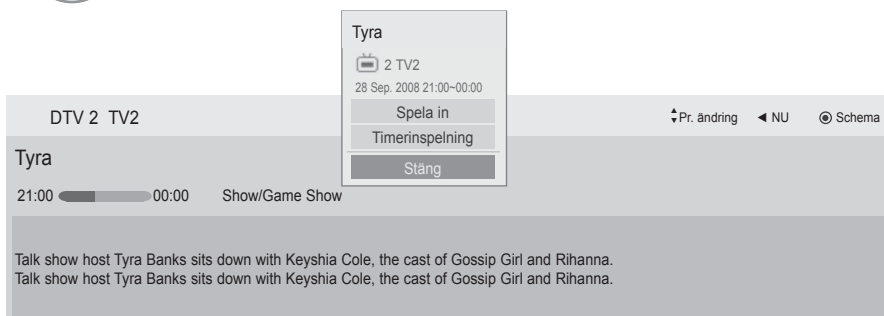 Tyra
2 TV2
28 Sep. 2008 21:00~00:00
Spela in
Timerinspelning
Stäng
DTV 2 TV2
Pr. ändring ◀ NU ◉ Schema
Tyra
21:00 00:00 Show/Game Show
Talk show host Tyra Banks sits down with Keyshia Cole, the cast of Gossip Girl and Rihanna.
Talk show host Tyra Banks sits down with Keyshia Cole, the cast of Gossip Girl and Rihanna.